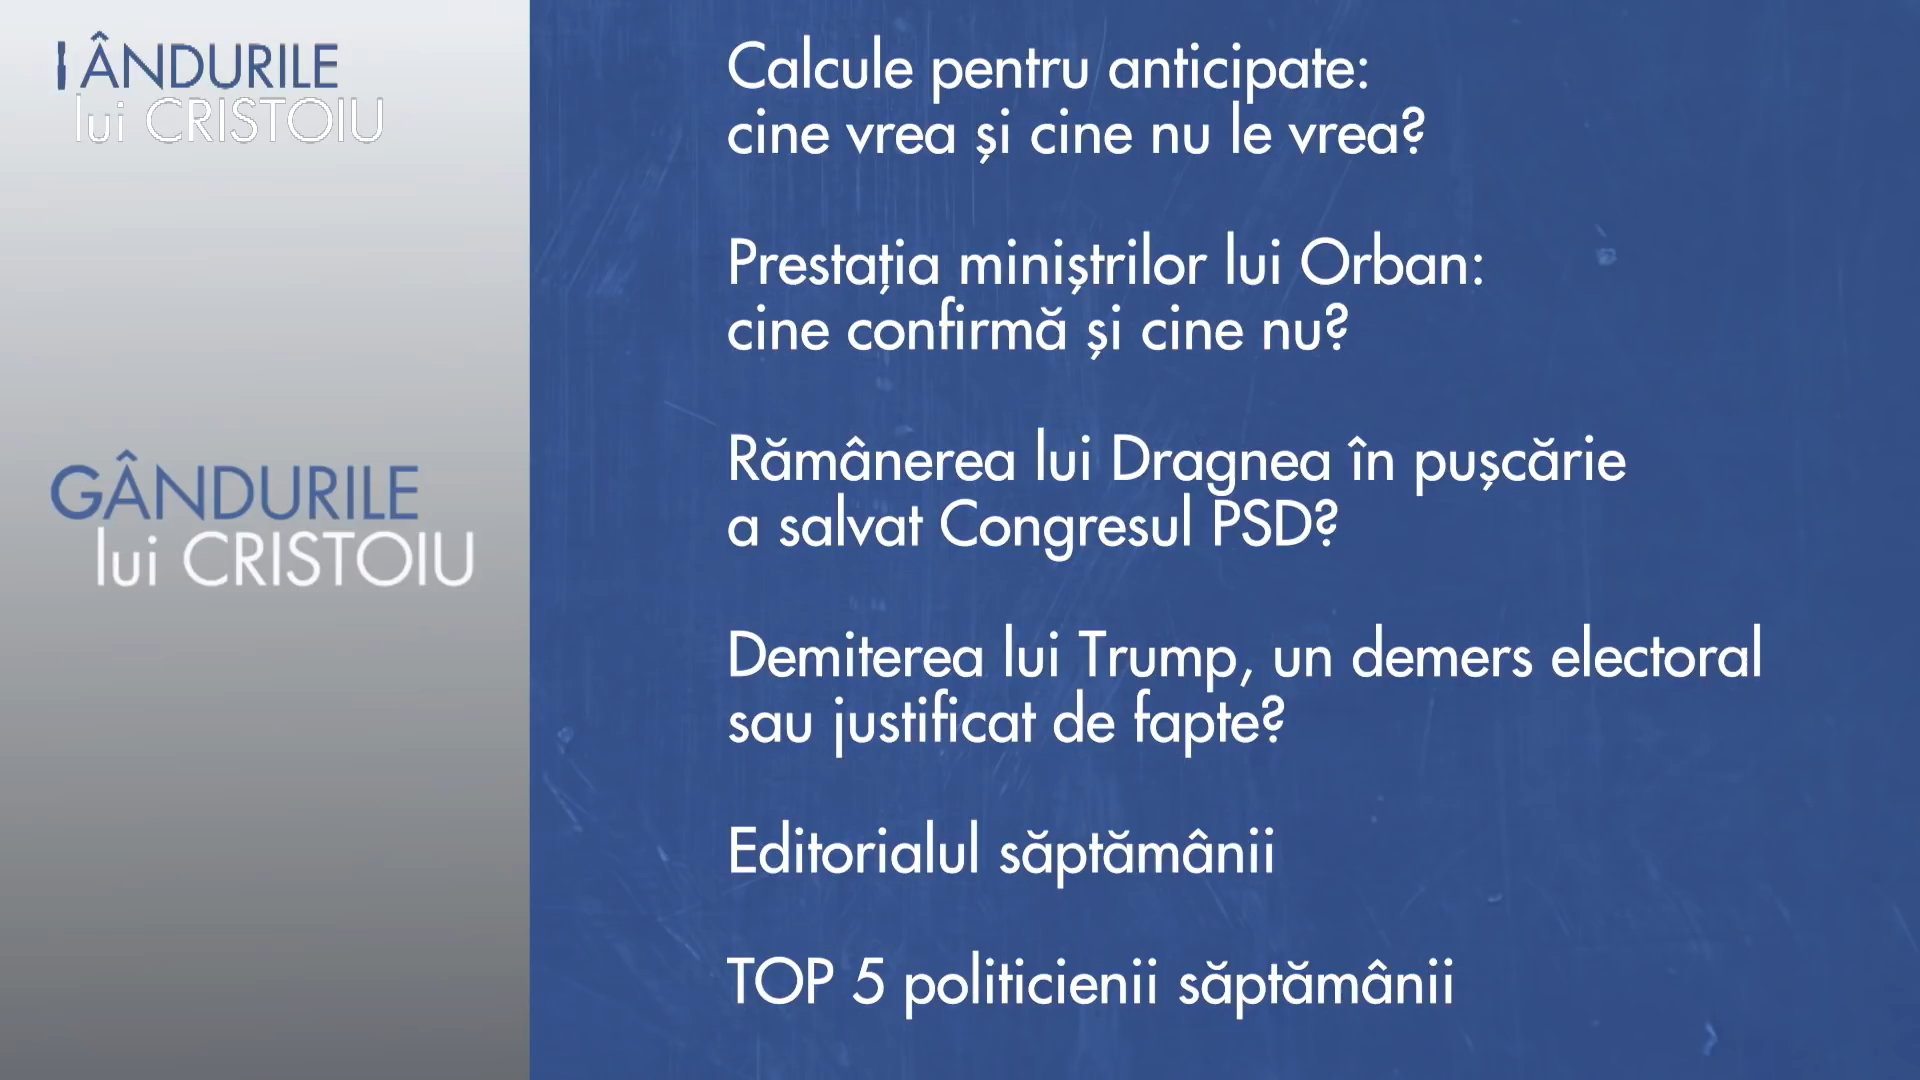 ÂNDURILE
lui CRISTOIU
GÂNDURILE
lui CRISTOIU
Calcule pentru anticipate:
cine vrea și cine nu le vrea?
Prestația miniștrilor lui Orban:
cine confirmă și cine nu?
Rămânerea lui Dragnea în pușcărie
a salvat Congresul PSD?
Demiterea lui Trump, un demers electoral
sau justificat de fapte?
Editorialul săptămânii
TOP 5 politicienii săptămânii